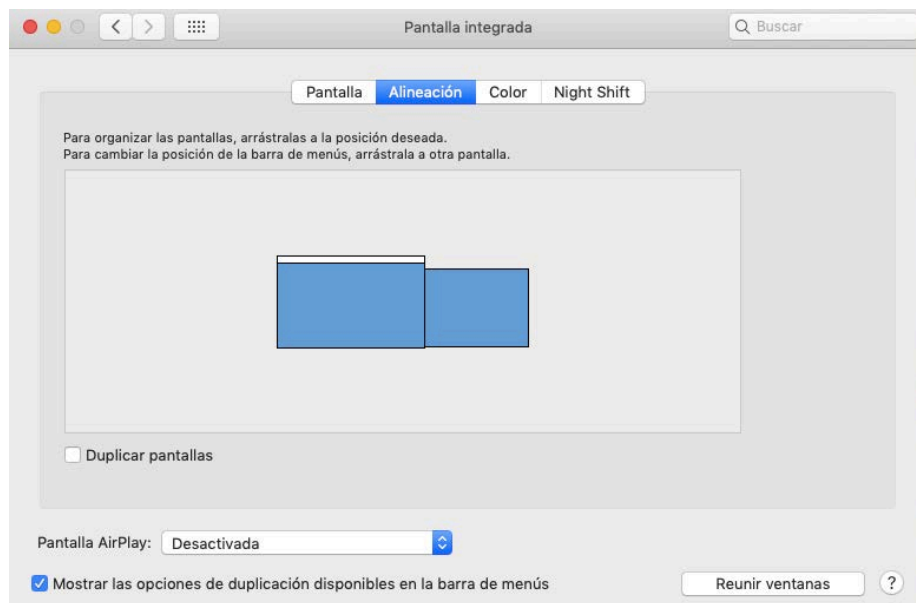 Pantalla integrada
Buscar
Pantalla Alineación Color Night Shift
Para organizar las pantallas, arrástralas a la posición deseada.
Para cambiar la posición de la barra de menús, arrástrala a otra pantalla.
Duplicar pantallas
Pantalla AirPlay: Desactivada
Mostrar las opciones de duplicación disponibles en la barra de menús
Reunir ventanas ?